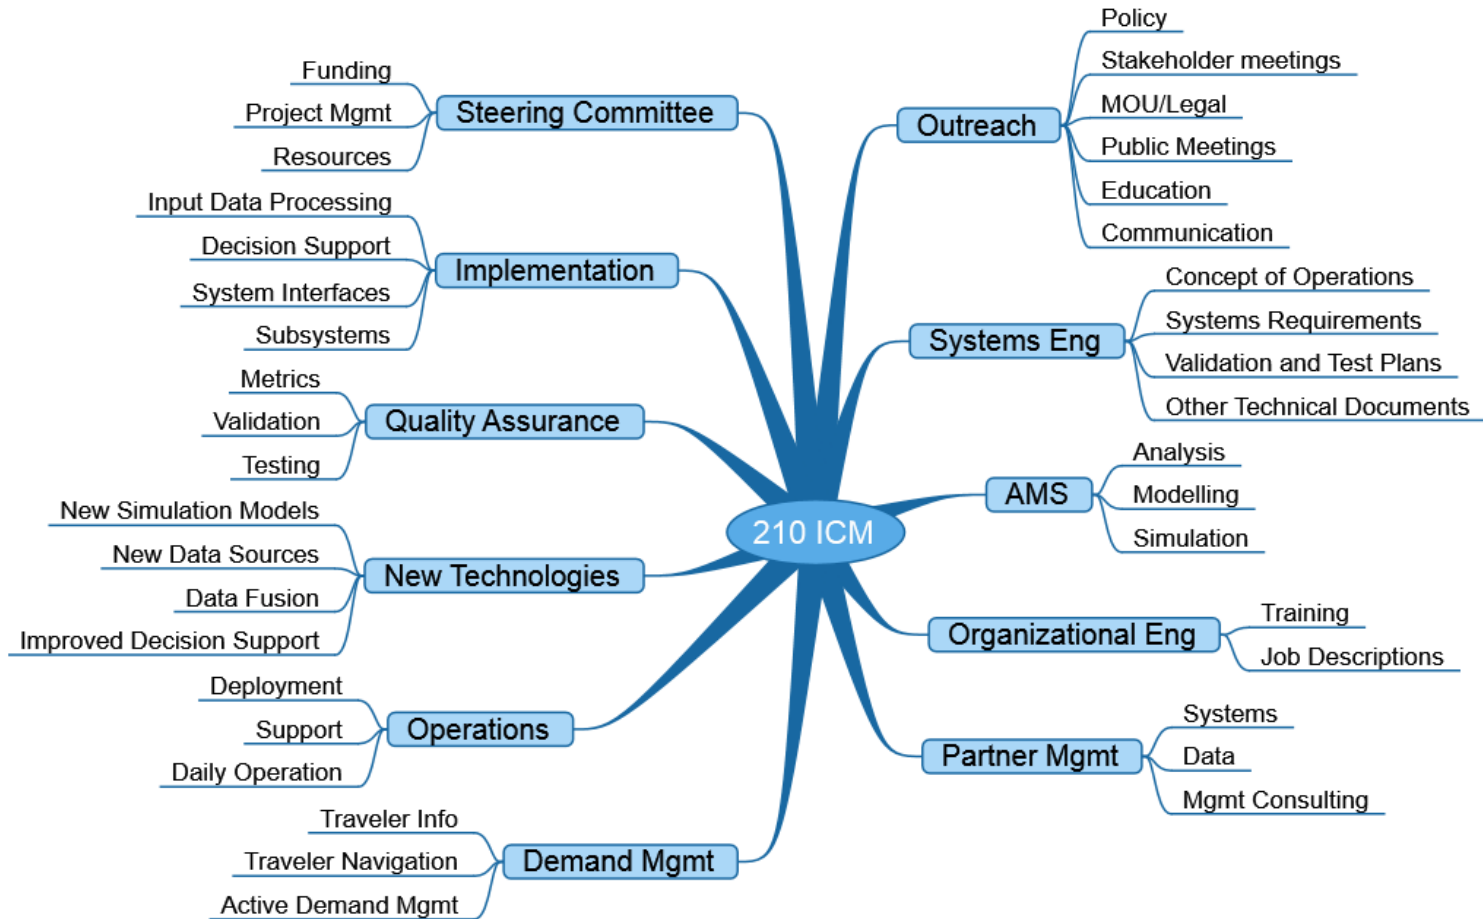 210 ICM
Steering Committee
Funding
Project Mgmt
Resources
Implementation
Input Data Processing
Decision Support
System Interfaces
Subsystems
Quality Assurance
Metrics
Validation
Testing
New Technologies
New Simulation Models
New Data Sources
Data Fusion
Improved Decision Support
Operations
Deployment
Support
Daily Operation
Demand Mgmt
Traveler Info
Traveler Navigation
Active Demand Mgmt
Outreach
Policy
Stakeholder meetings
MOU/Legal
Public Meetings
Education
Communication
Systems Eng
Concept of Operations
Systems Requirements
Validation and Test Plans
Other Technical Documents
AMS
Analysis
Modelling
Simulation
Organizational Eng
Training
Job Descriptions
Partner Mgmt
Systems
Data
Mgmt Consulting